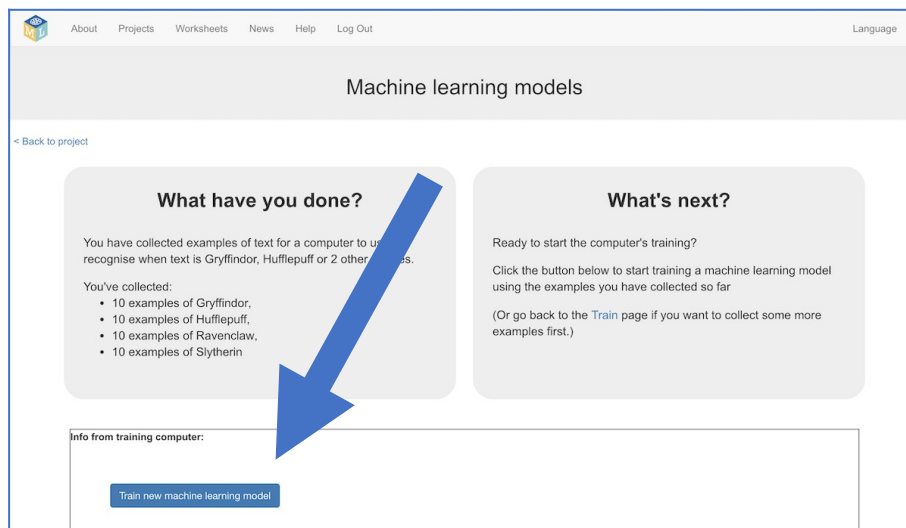 About Projects Worksheets News Help Log Out Language
Machine learning models
< Back to project
What have you done?
You have collected examples of text for a computer to
recognise when text is Gryffindor, Hufflepuff or 2 other
You've collected:
• 10 examples of Gryffindor,
• 10 examples of Hufflepuff,
• 10 examples of Ravenclaw,
• 10 examples of Slytherin
What's next?
Ready to start the computer's training?
Click the button below to start training a machine learning model
using the examples you have collected so far
(Or go back to the Train page if you want to collect some more
examples first.)
Info from training computer:
Train new machine learning model